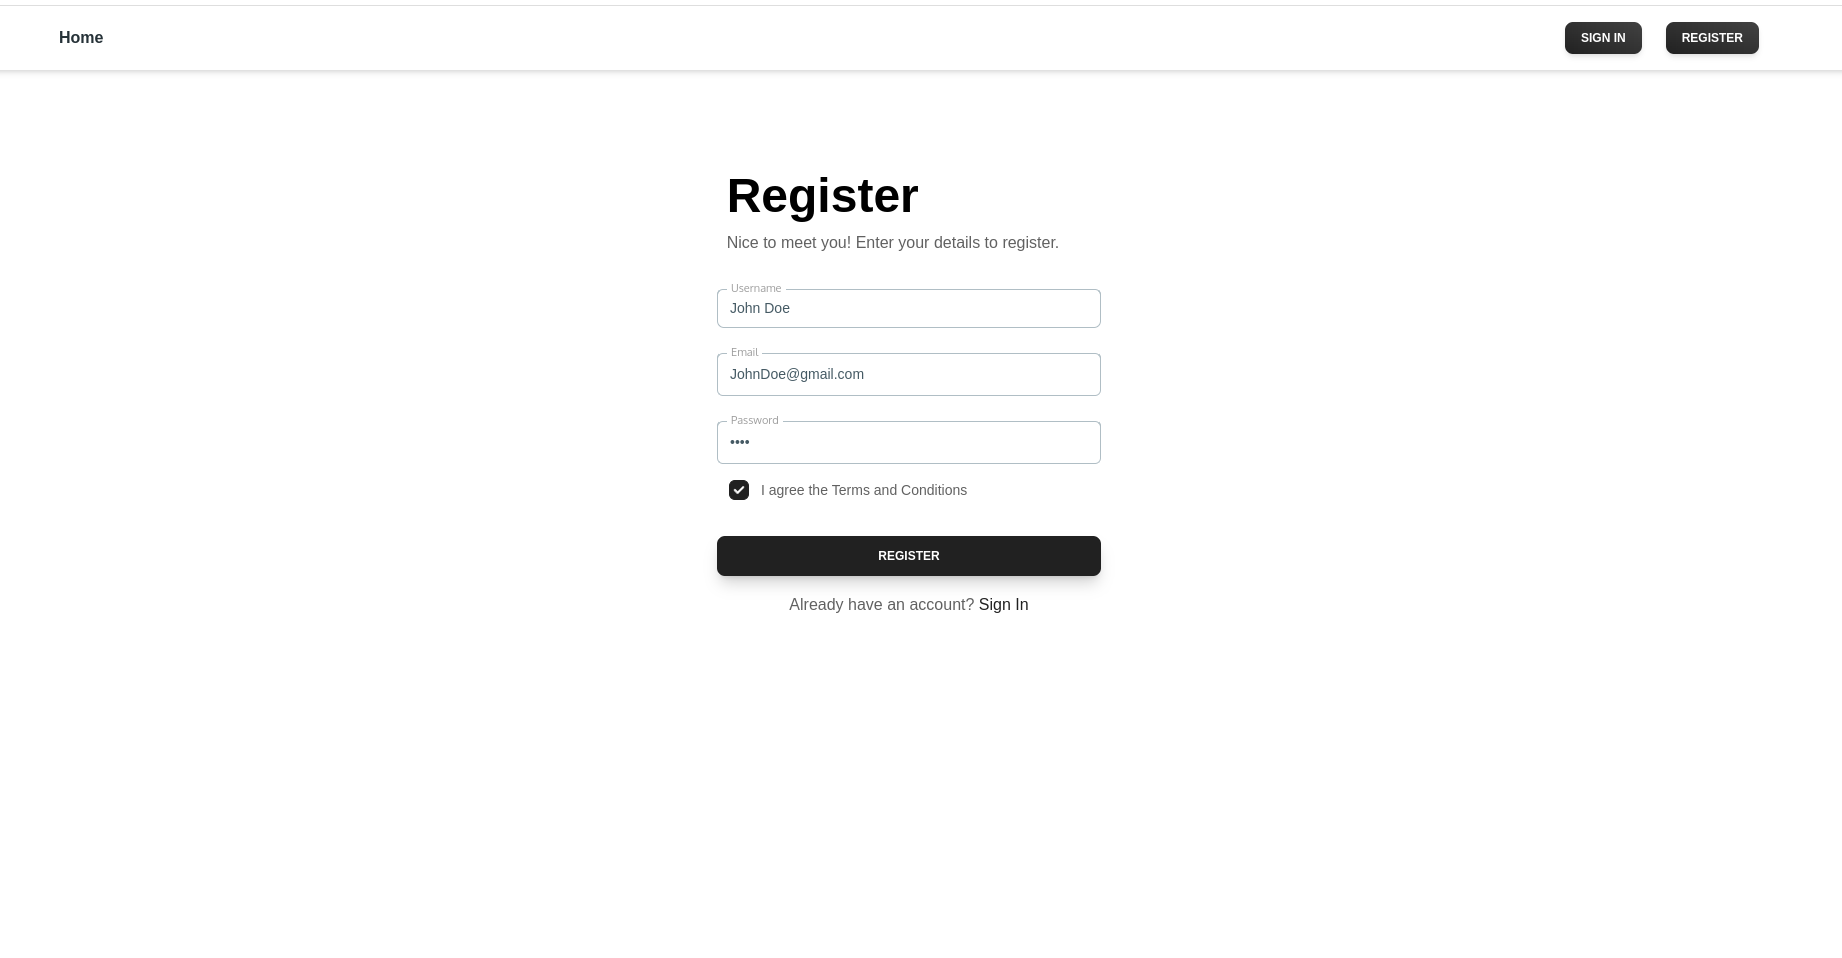 Home
SIGN IN
REGISTER
Register
Nice to meet you! Enter your details to register.
Username
John Doe
Email
JohnDoe@gmail.com
Password
••••
I agree the Terms and Conditions
REGISTER
Already have an account? Sign In